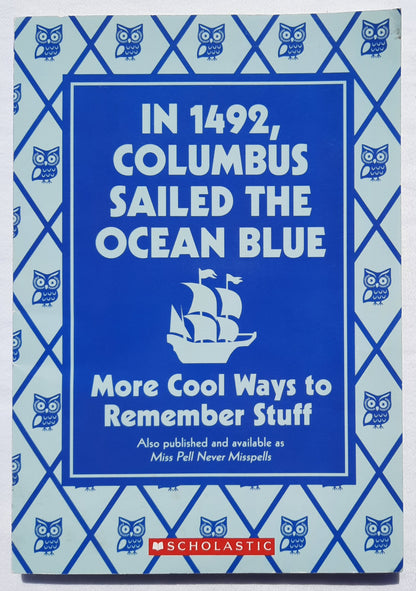 IN 1492,
COLUMBUS
SAILED THE
OCEAN BLUE
More Cool Ways to
Remember Stuff
Also published and available as
Miss Pell Never Misspells
SCHOLASTIC